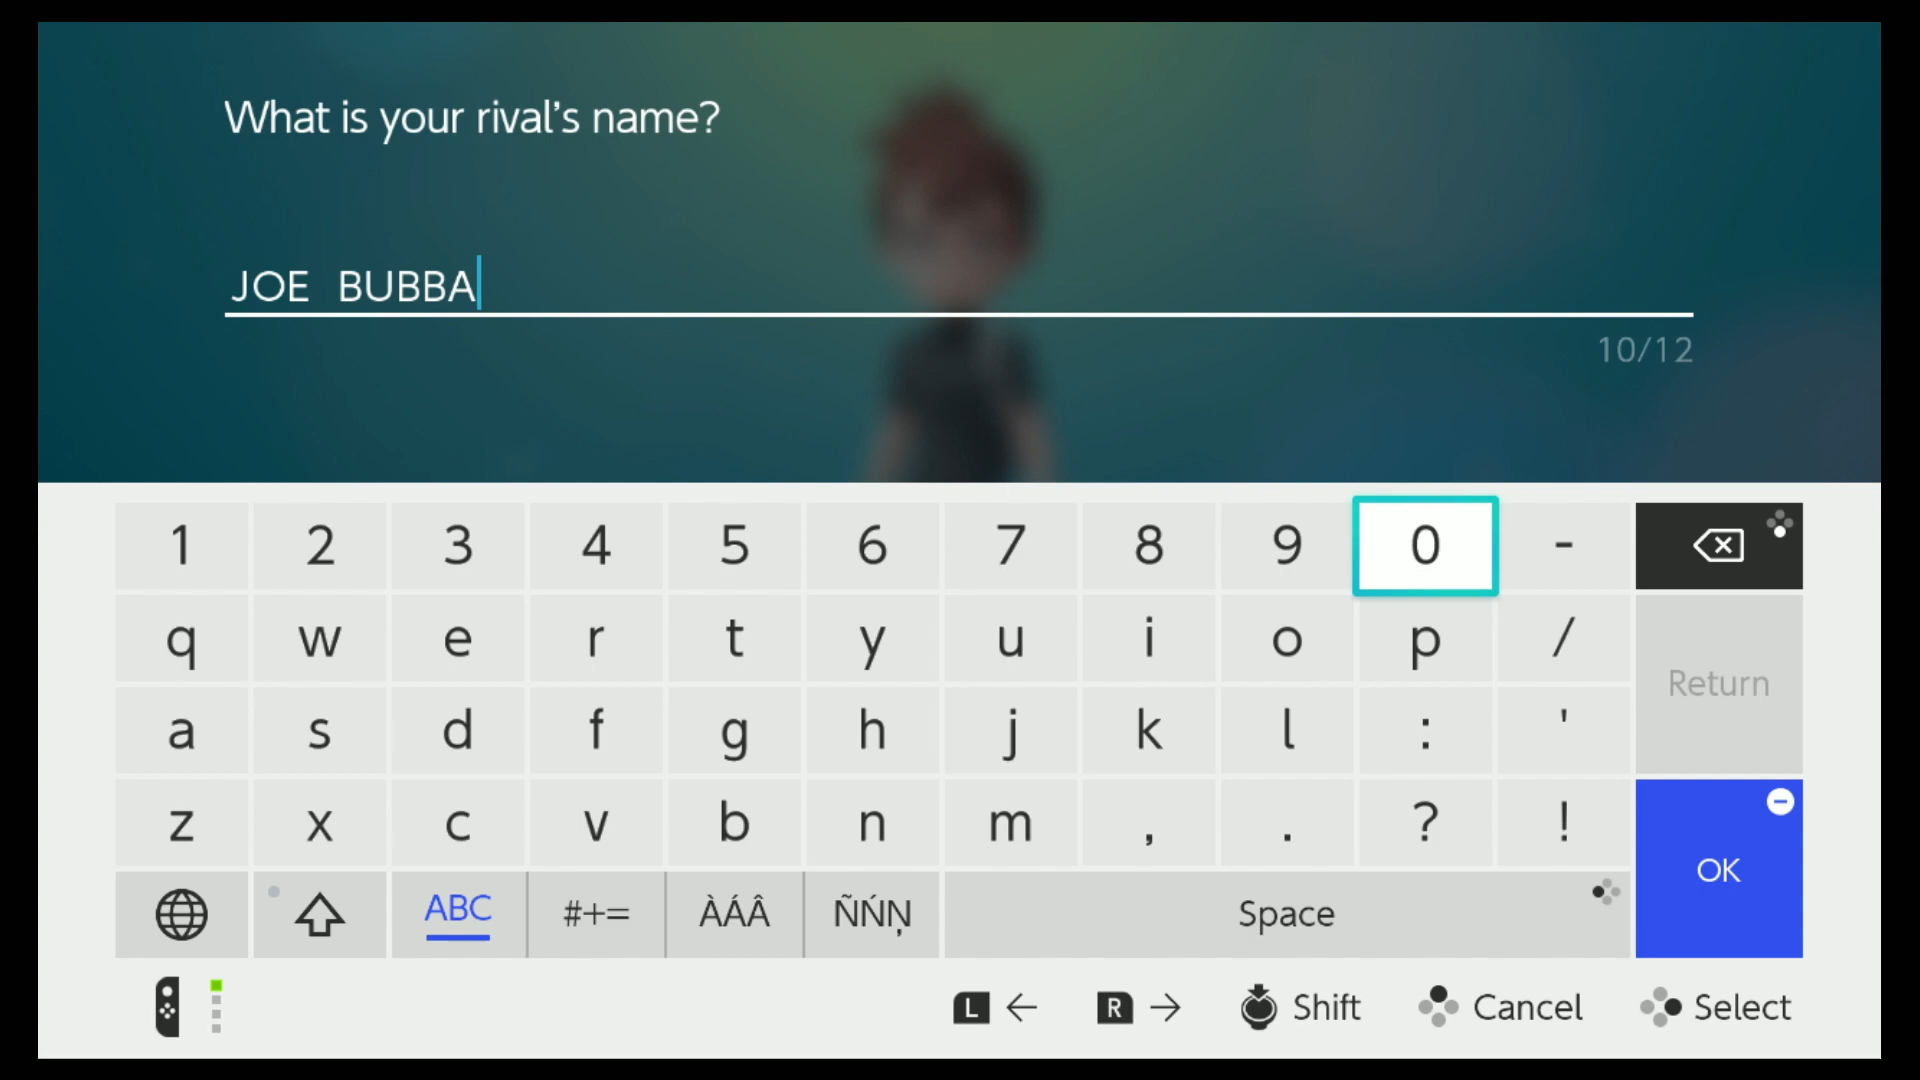 What is your rival's name?
JOE  BUBBA
10/12
1 2 3 4 5 6 7 8 9 0 -
q w e r t y u i o p /
Return
a s d f g h j k l : '
z x c v b n m , . ? !
OK
ABC #+= ÀÁÂ ÑŃŅ Space
L ← R → Shift Cancel Select